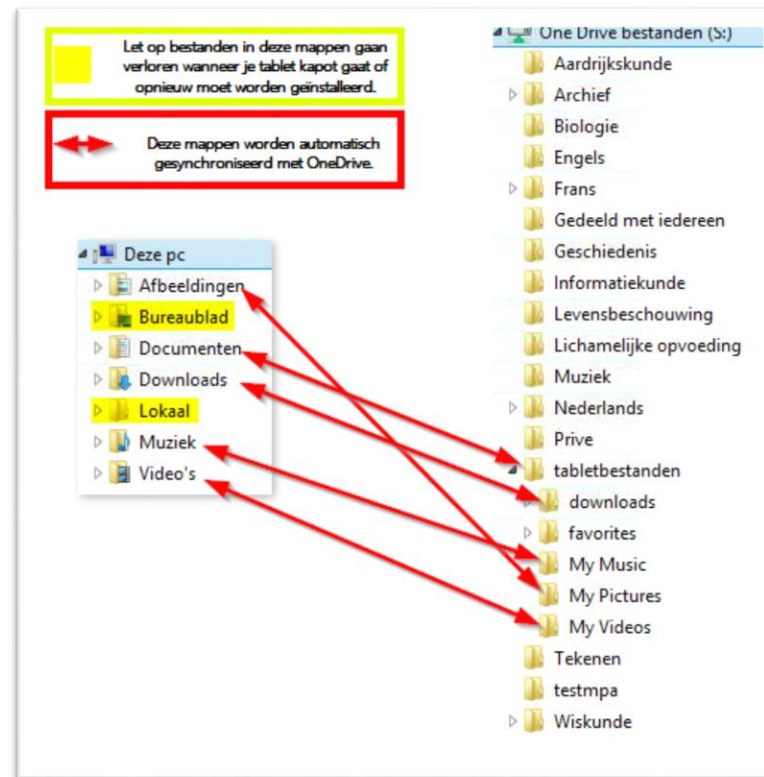 Let op bestanden in deze mappen gaan
verloren wanneer je tablet kapot gaat of
opnieuw moet worden geïnstalleerd.
Deze mappen worden automatisch
gesynchroniseerd met OneDrive.
Deze pc
Afbeeldingen
Bureaublad
Documenten
Downloads
Lokaal
Muziek
Video's
One Drive bestanden (S:)
Aardrijkskunde
Archief
Biologie
Engels
Frans
Gedeeld met iedereen
Geschiedenis
Informatiekunde
Levensbeschouwing
Lichamelijke opvoeding
Muziek
Nederlands
Prive
tabletbestanden
downloads
favorites
My Music
My Pictures
My Videos
Tekenen
testmpa
Wiskunde